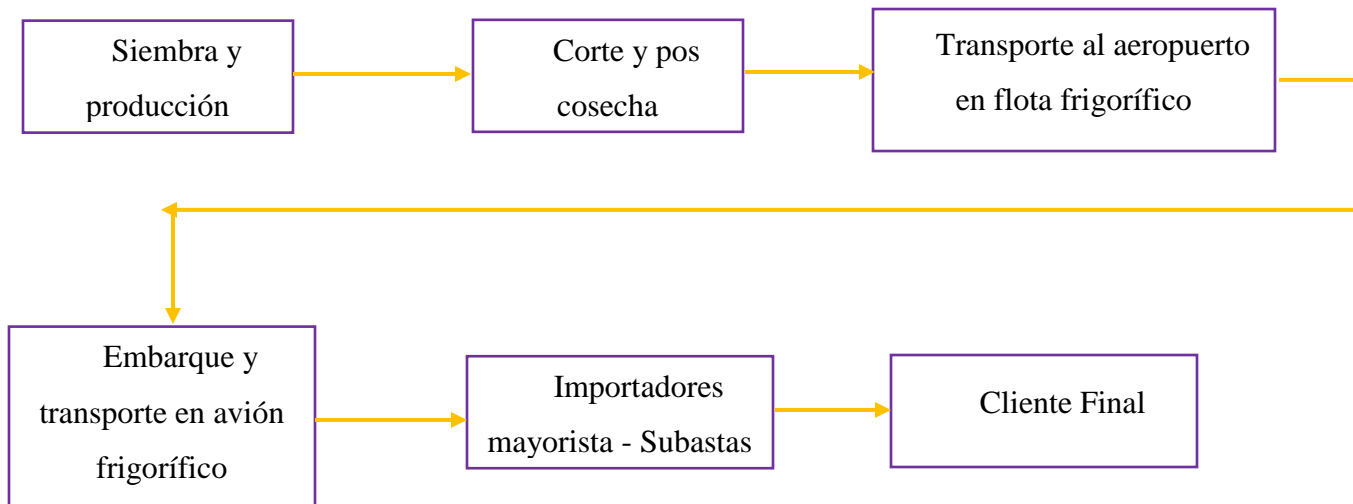 Siembra y
producción
Corte y pos
cosecha
Transporte al aeropuerto
en flota frigorífico
Embarque y
transporte en avión
frigorífico
Importadores
mayorista - Subastas
Cliente Final